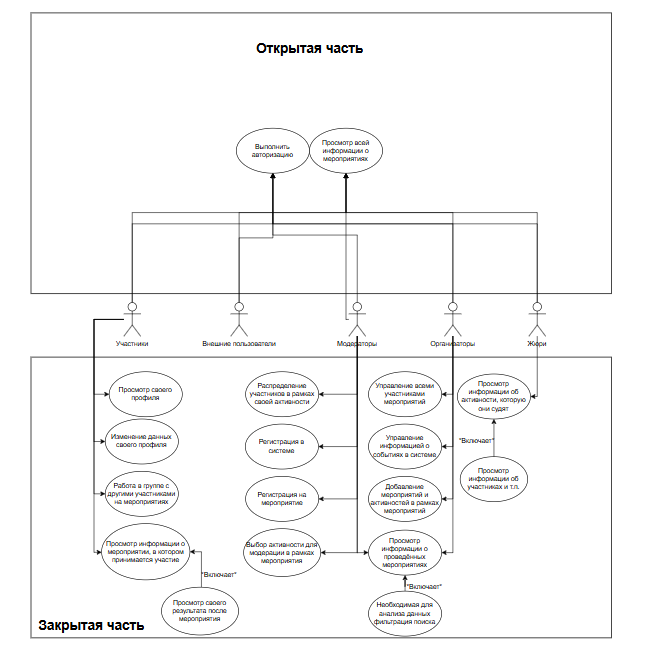 Открытая часть
Выполнить
авторизацию
Просмотр всей
информации о
мероприятиях
Участники
Внешние пользователи
Модераторы
Организаторы
Жюри
Просмотр своего
профиля
Изменение данных
своего профиля
Работа в группе с
другими участниками
на мероприятиях
Просмотр информации о
мероприятии, в котором
принимается участие
"Включает"
Просмотр своего
результата после
мероприятия
Распределение
участников в рамках
своей активности
Регистрация в
системе
Регистрация на
мероприятие
Выбор активности для
модерации в рамках
мероприятия
Управление всеми
участниками
мероприятий
Управление
информацией о
событиях в системе
Добавление
мероприятий и
активностей в рамках
мероприятий
Просмотр
информации о
проведённых
мероприятиях
"Включает"
Необходимая для
анализа данных
фильтрация поиска
Просмотр
информации об
активности, которую
они судят
"Включает"
Просмотр
информации об
участниках и т.п.
Закрытая часть